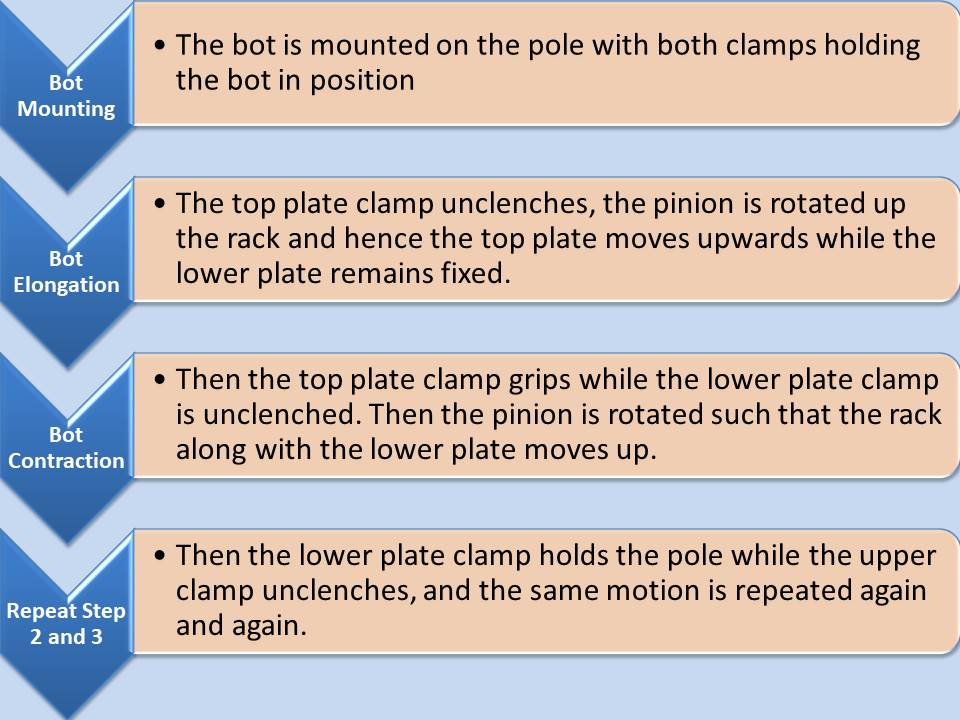 Bot
Mounting
• The bot is mounted on the pole with both clamps holding
the bot in position
Bot
Elongation
• The top plate clamp unclenches, the pinion is rotated up
the rack and hence the top plate moves upwards while the
lower plate remains fixed.
Bot
Contraction
• Then the top plate clamp grips while the lower plate clamp
is unclenched. Then the pinion is rotated such that the rack
along with the lower plate moves up.
Repeat Step
2 and 3
• Then the lower plate clamp holds the pole while the upper
clamp unclenches, and the same motion is repeated again
and again.